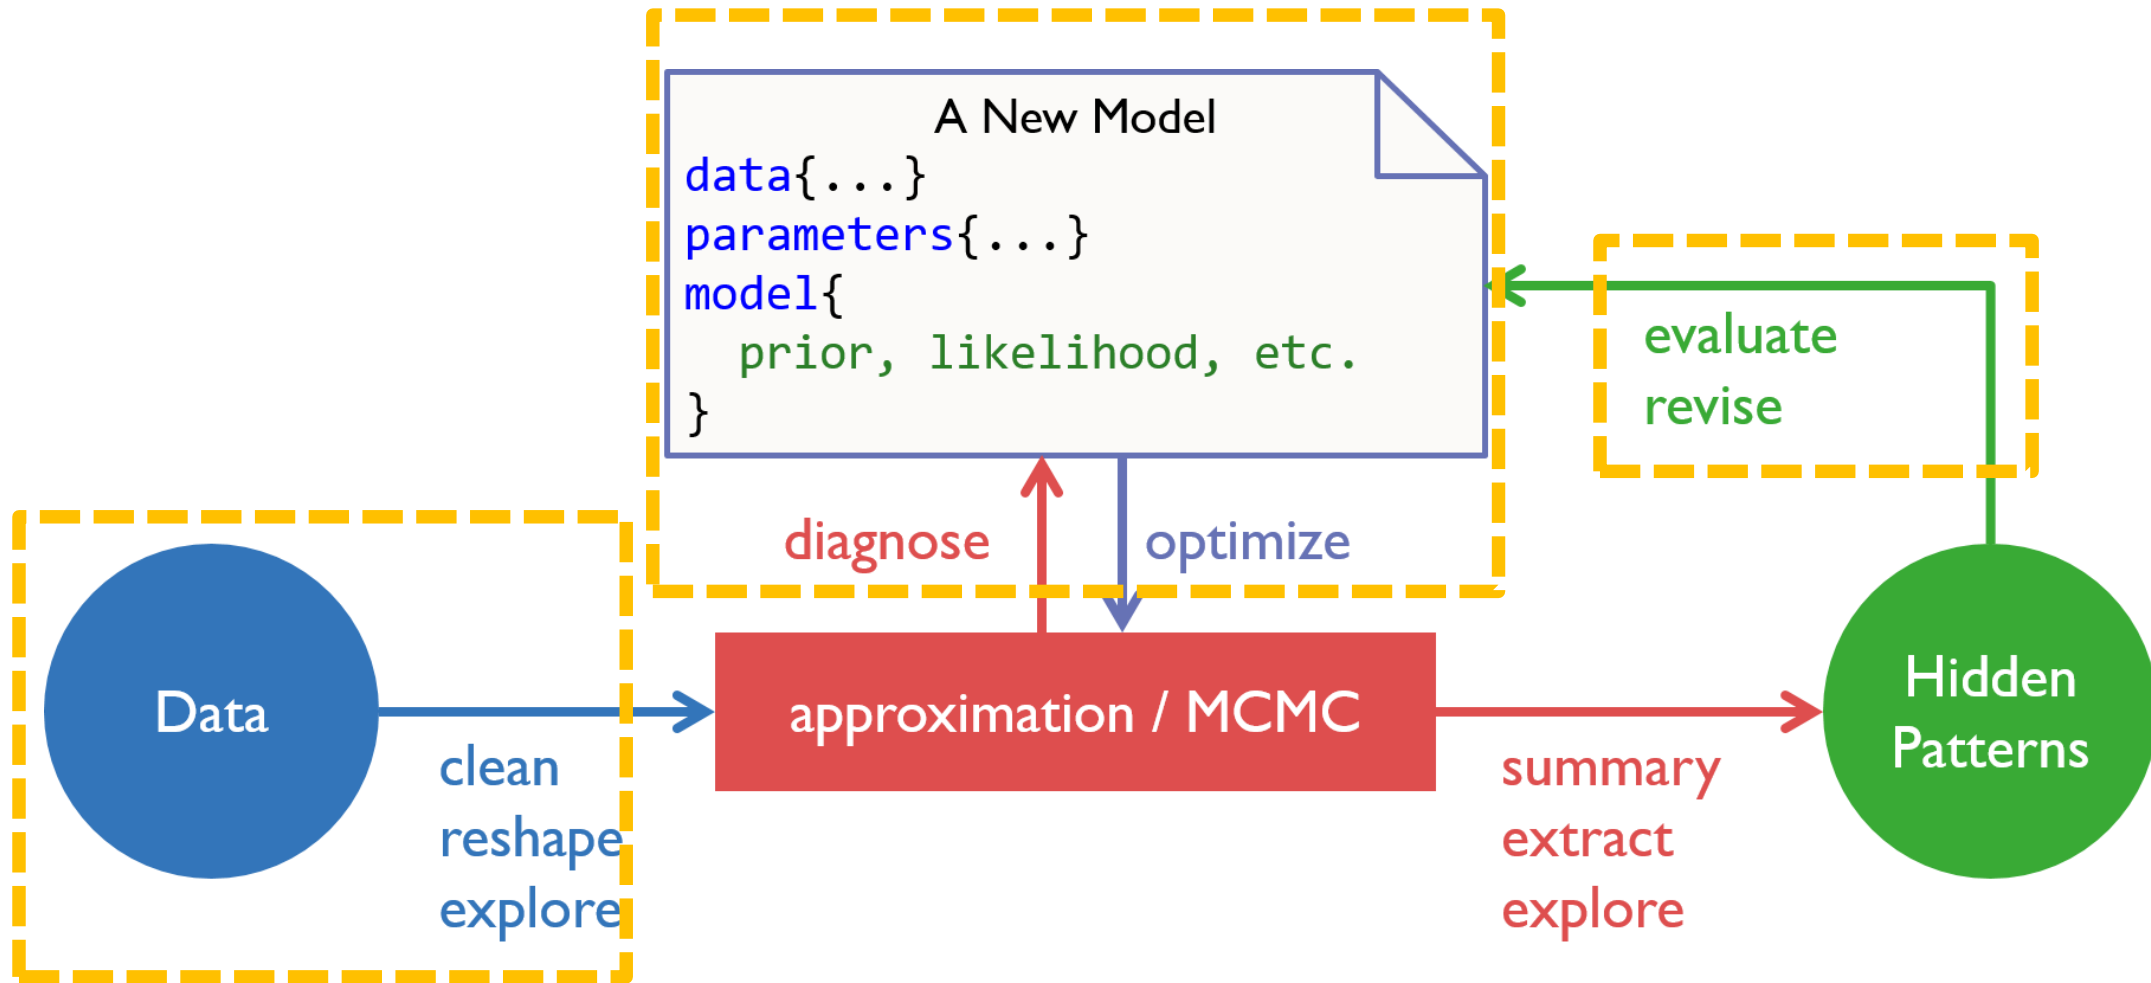 A New Model
data{...}
parameters{...}
model{
prior, likelihood, etc.
}
evaluate
revise
diagnose
optimize
Data
approximation / MCMC
Hidden
Patterns
clean
reshape
explore
summary
extract
explore